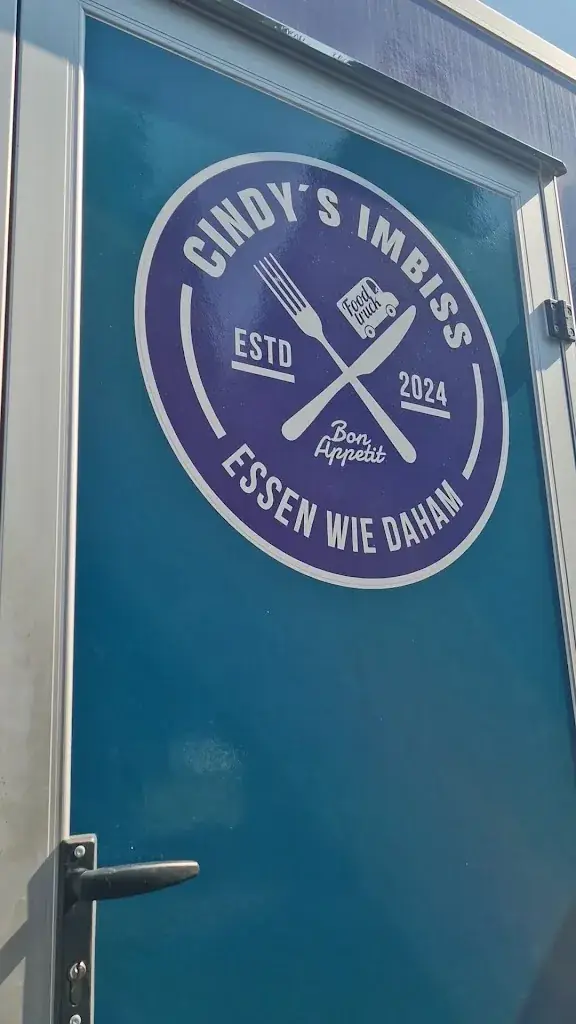 CINDY´S IMBISS
Food
truck
ESTD
2024
Bon
Appetit
ESSEN WIE DAHAM